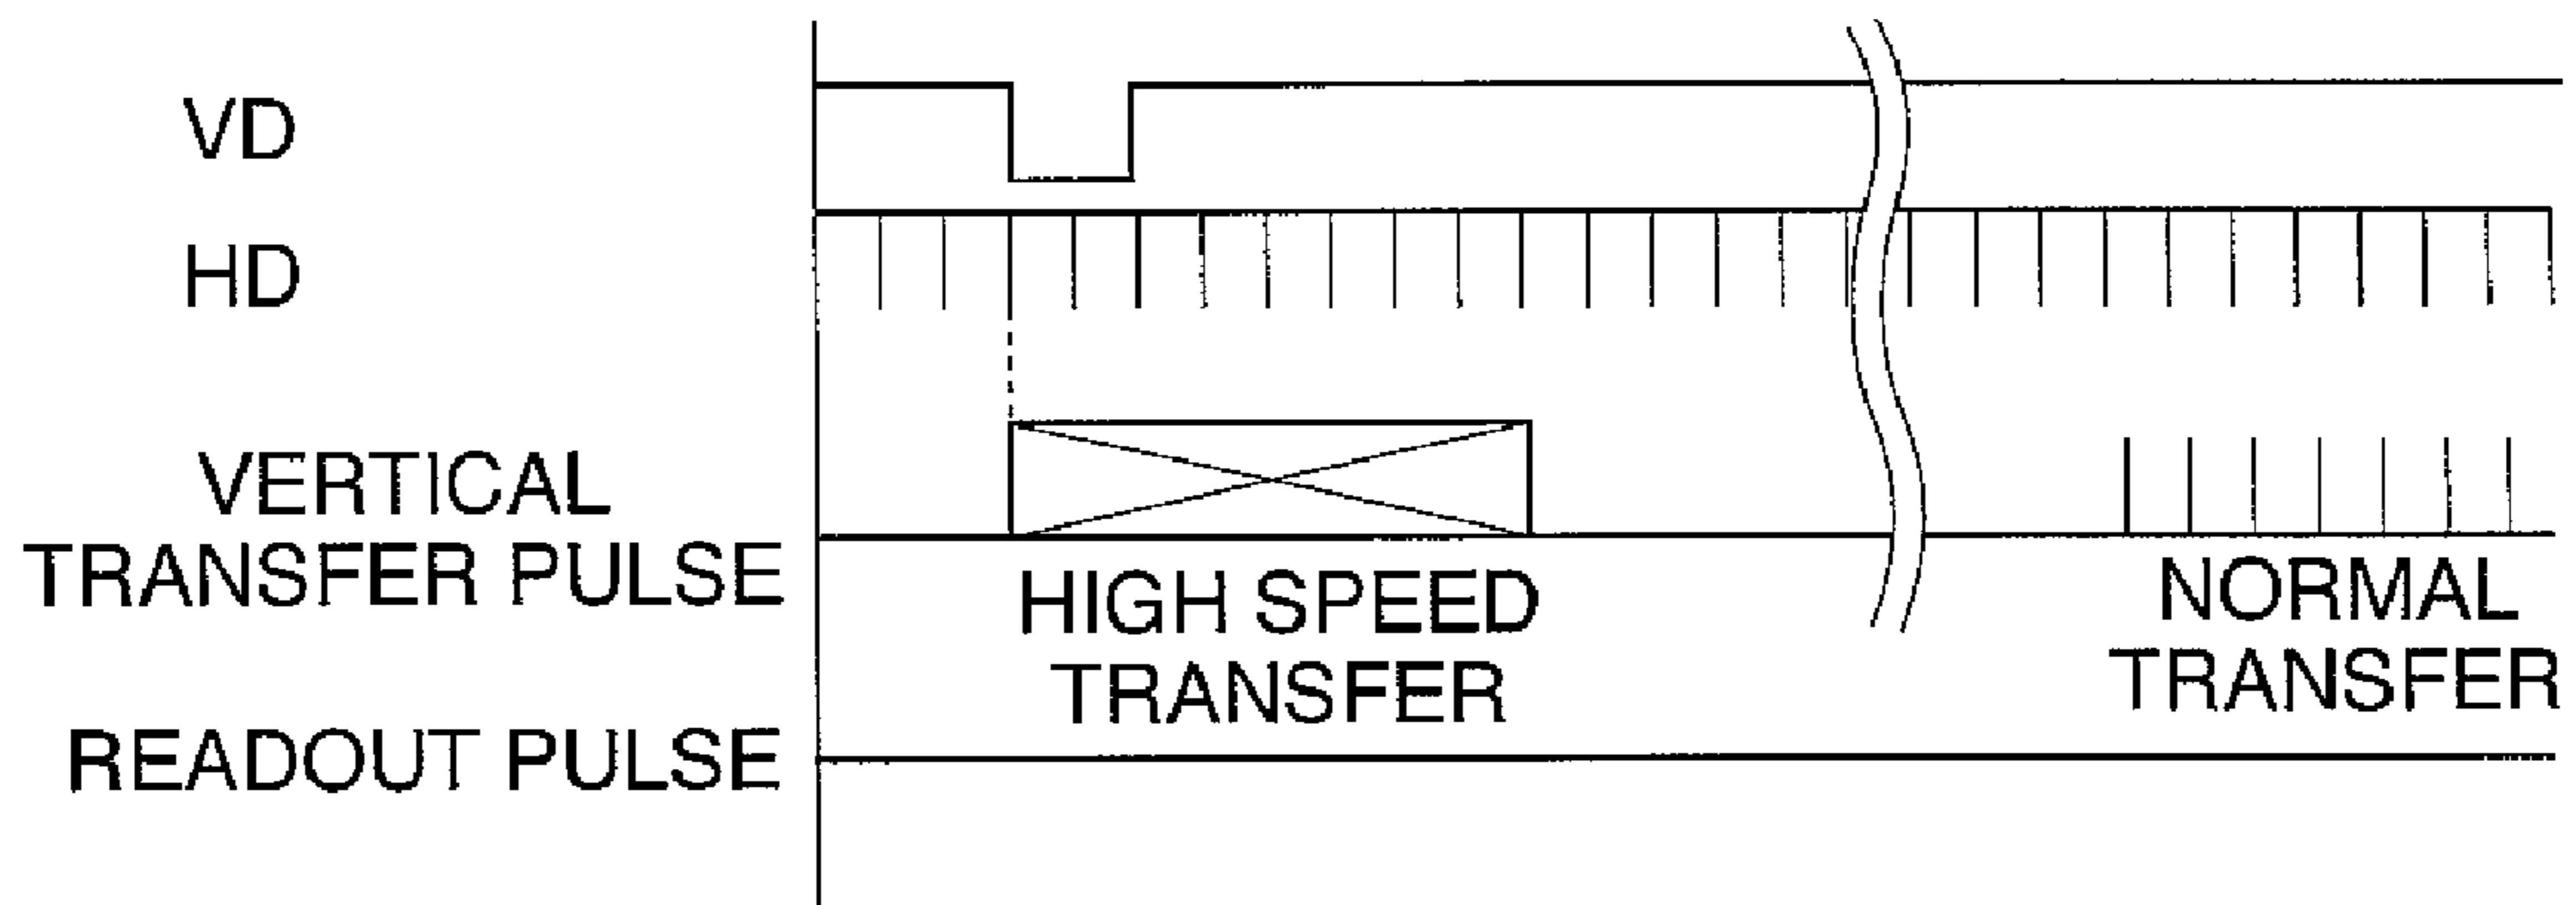 VD
HD
VERTICAL
TRANSFER PULSE
HIGH SPEED
TRANSFER
NORMAL
TRANSFER
READOUT PULSE